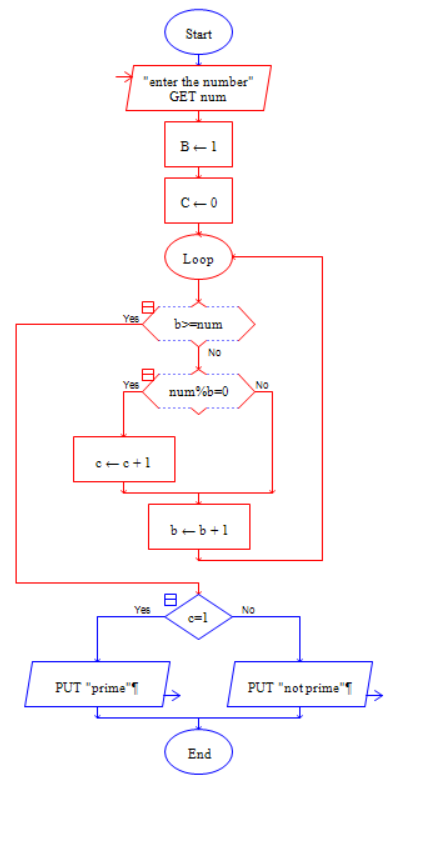 Start
"enter the number"
GET num
B ← 1
C ← 0
Loop
Yes
b>=num
No
Yes
num%b=0
No
c ← c + 1
b ← b + 1
Yes
c=1
No
PUT "prime"¶
PUT "not prime"¶
End